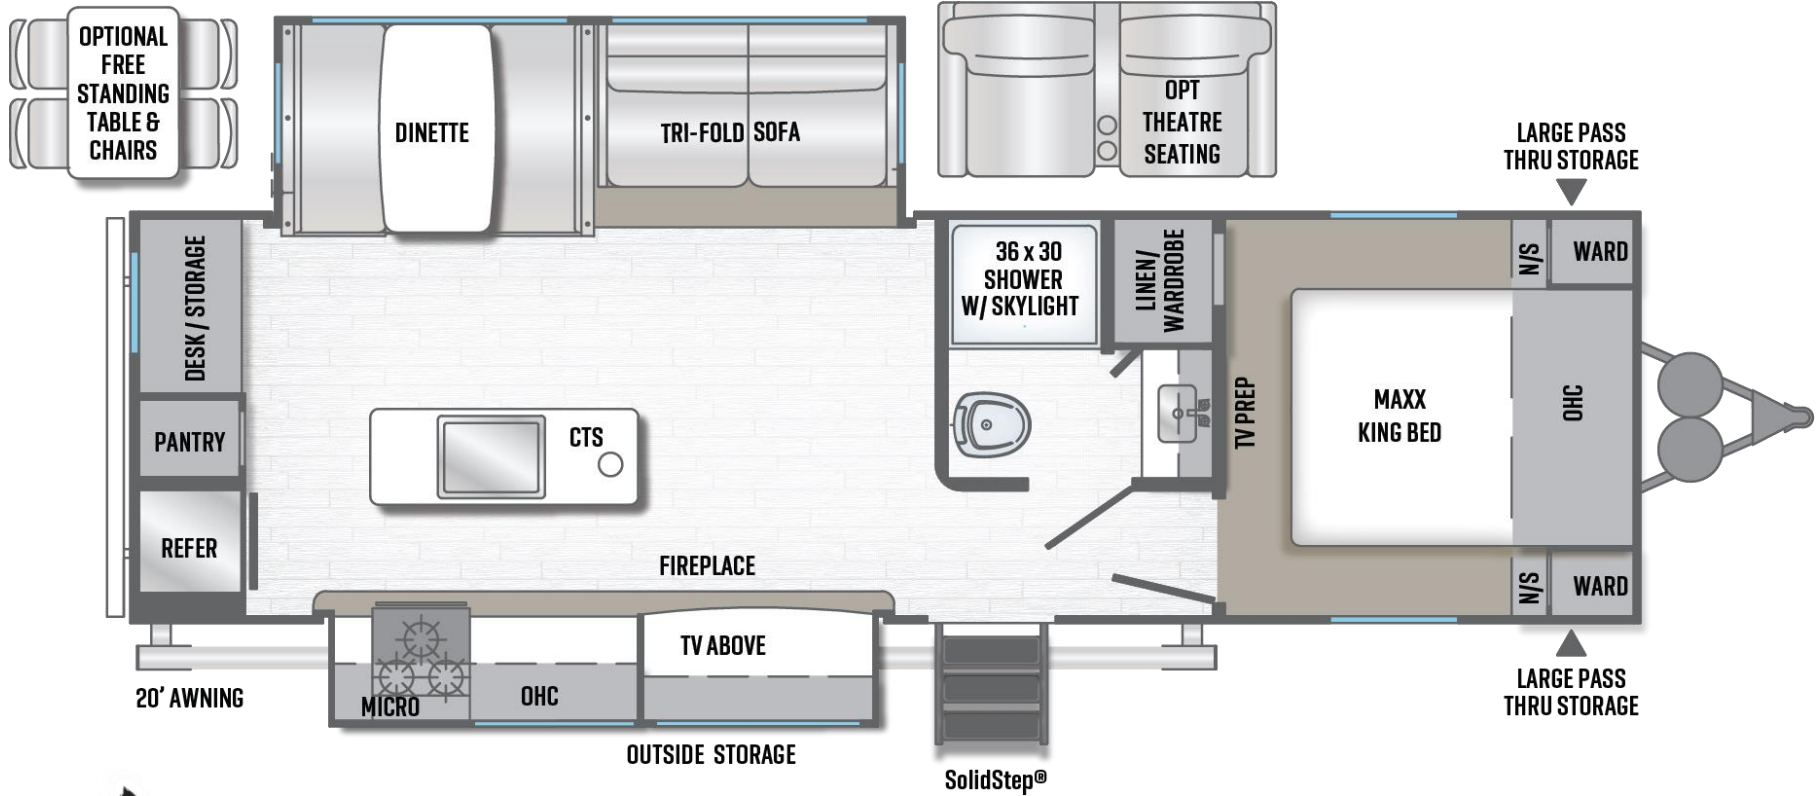 OPTIONAL
FREE
STANDING
TABLE &
CHAIRS
DINETTE
TRI-FOLD SOFA
OPT
THEATRE
SEATING
LARGE PASS
THRU STORAGE
DESK / STORAGE
36 x 30
SHOWER
W/ SKYLIGHT
LINEN/
WARDROBE
N/S
WARD
PANTRY
CTS
TV PREP
MAXX
KING BED
OHC
REFER
FIREPLACE
N/S
WARD
TV ABOVE
MICRO
OHC
20' AWNING
LARGE PASS
THRU STORAGE
OUTSIDE STORAGE
SolidStep®